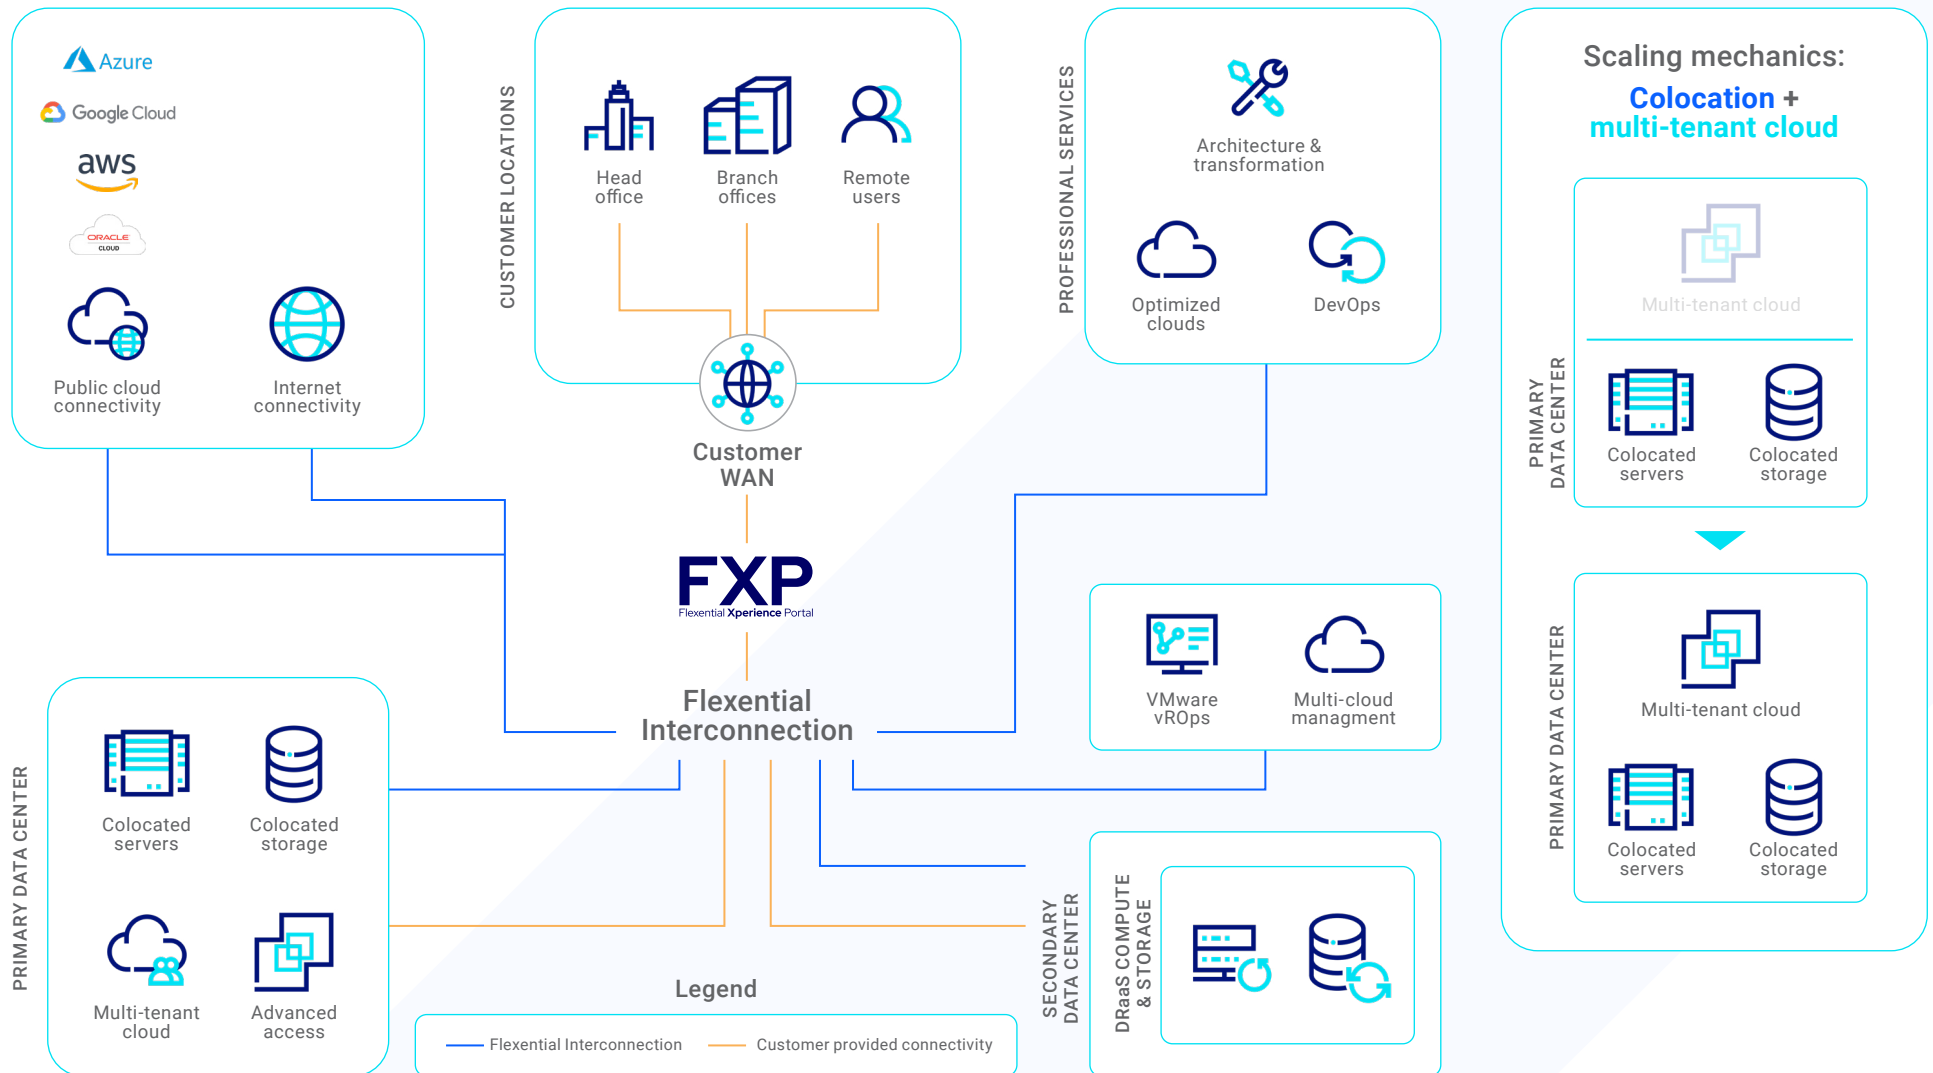 Azure
Google Cloud
aws
ORACLE
CLOUD
Public cloud
connectivity
Internet
connectivity
CUSTOMER LOCATIONS
Head
office
Branch
offices
Remote
users
Customer
WAN
FXP
Flexential Xperience Portal
Flexential
Interconnection
PROFESSIONAL SERVICES
Architecture &
transformation
Optimized
clouds
DevOps
VMware
vROps
Multi-cloud
managment
PRIMARY DATA CENTER
Colocated
servers
Colocated
storage
Multi-tenant
cloud
Advanced
access
SECONDARY
DATA CENTER
DRaaS COMPUTE
& STORAGE
Legend
Flexential Interconnection
Customer provided connectivity
Scaling mechanics:
Colocation +
multi-tenant cloud
PRIMARY
DATA CENTER
Multi-tenant cloud
Colocated
servers
Colocated
storage
PRIMARY DATA CENTER
Multi-tenant cloud
Colocated
servers
Colocated
storage